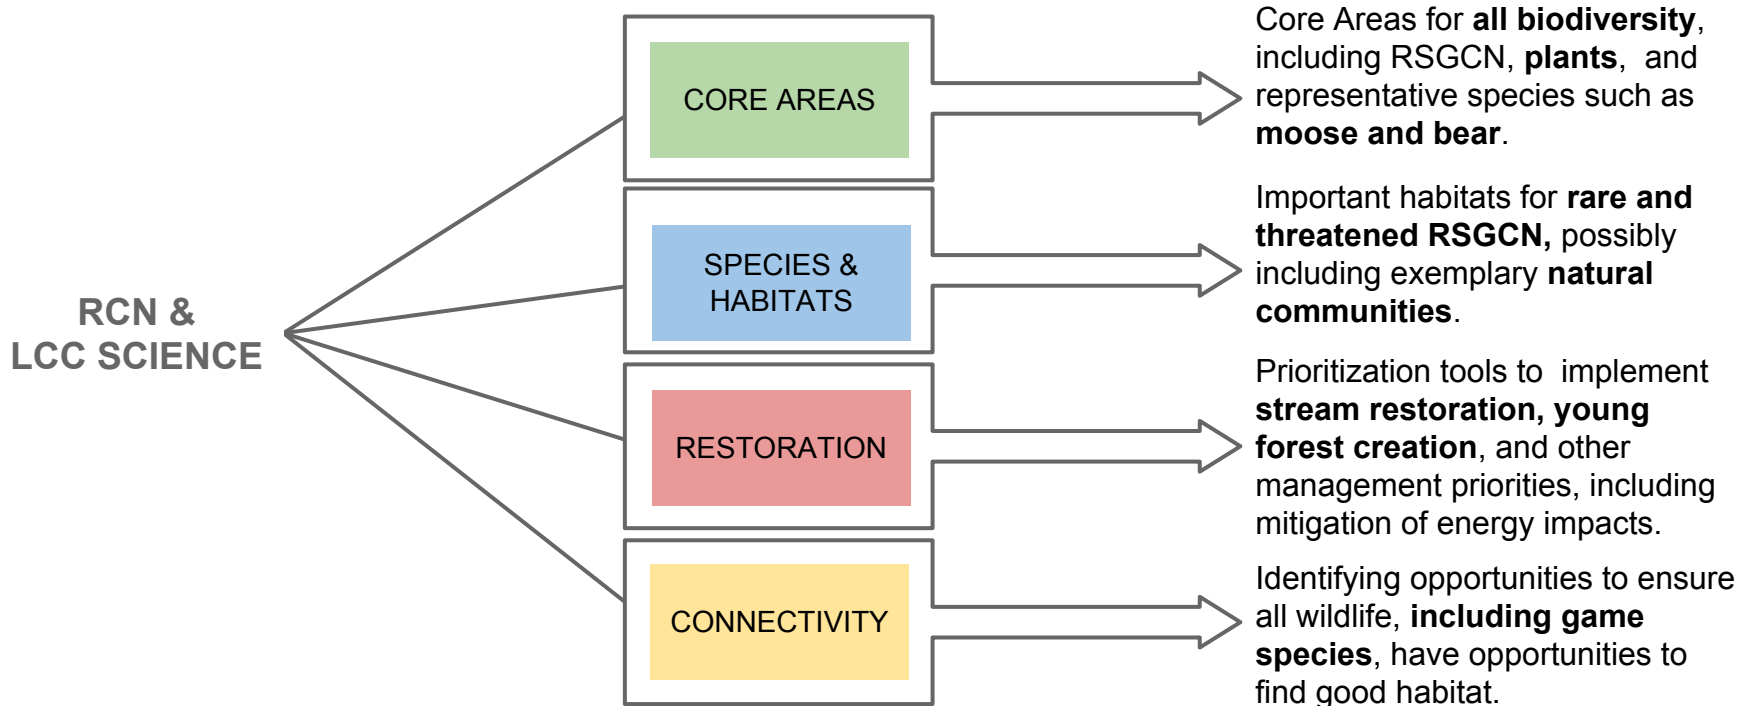 RCN &
LCC SCIENCE
CORE AREAS
Core Areas for all biodiversity,
including RSGCN, plants, and
representative species such as
moose and bear.
SPECIES &
HABITATS
Important habitats for rare and
threatened RSGCN, possibly
including exemplary natural
communities.
RESTORATION
Prioritization tools to implement
stream restoration, young
forest creation, and other
management priorities, including
mitigation of energy impacts.
CONNECTIVITY
Identifying opportunities to ensure
all wildlife, including game
species, have opportunities to
find good habitat.